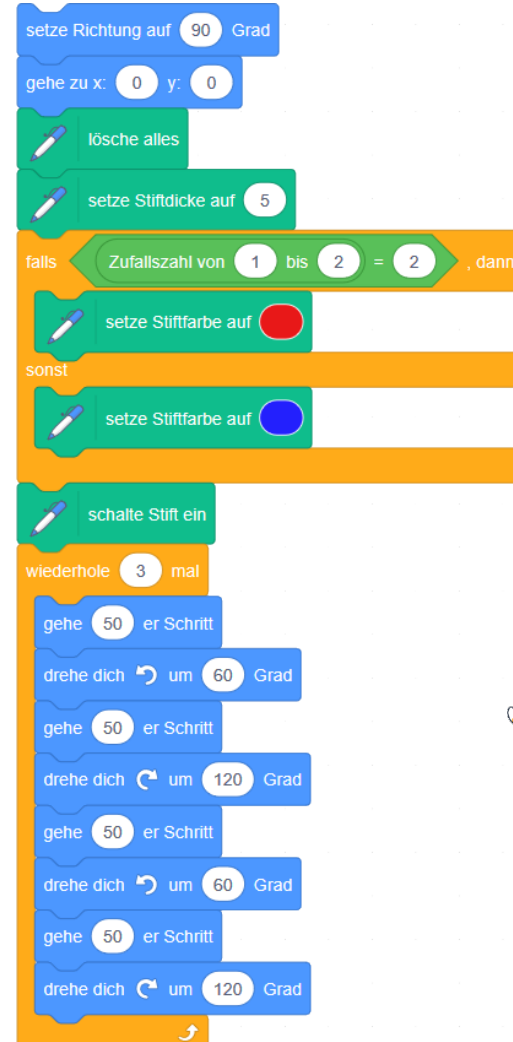 setze Richtung auf 90 Grad
gehe zu x: 0 y: 0
lösche alles
setze Stiftdicke auf 5
falls Zufallszahl von 1 bis 2 = 2 , dann
setze Stiftfarbe auf
sonst
setze Stiftfarbe auf
schalte Stift ein
wiederhole 3 mal
gehe 50 er Schritt
drehe dich um 60 Grad
gehe 50 er Schritt
drehe dich um 120 Grad
gehe 50 er Schritt
drehe dich um 60 Grad
gehe 50 er Schritt
drehe dich um 120 Grad